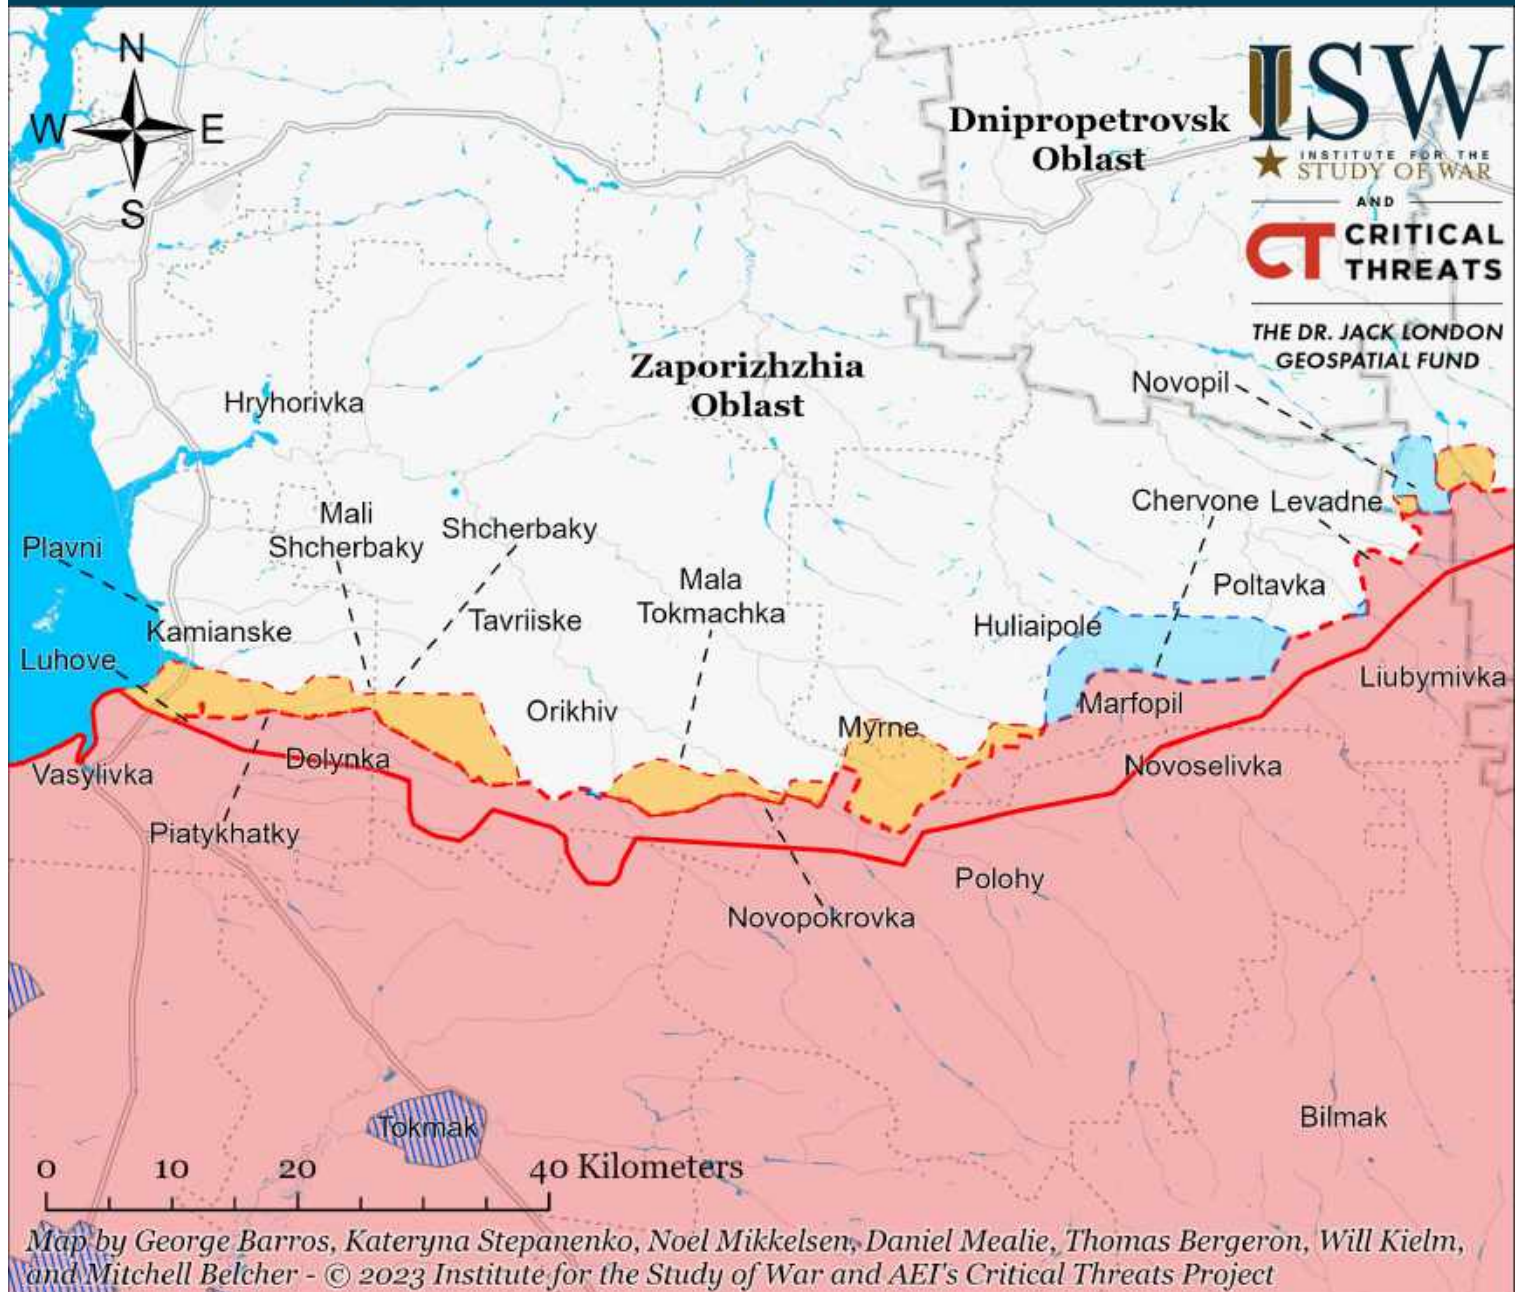 N
W
E
S
Dnipropetrovsk
Oblast
ISW
INSTITUTE FOR THE
STUDY OF WAR
AND
CT CRITICAL
THREATS
THE DR. JACK LONDON
GEOSPATIAL FUND
Zaporizhzhia
Oblast
Novopil
Hryhorivka
Mali
Shcherbaky
Shcherbaky
Chervone
Levadne
Plavni
Mala
Tokmachka
Poltavka
Tavriiske
Huliaipole
Kamianske
Luhove
Liubymivka
Orikhiv
Marfopil
Myrne
Dolynka
Vasylivka
Novoselivka
Piatykhatky
Polohy
Novopokrovka
Bilmak
Tokmak
0 10 20 40 Kilometers
Map by George Barros, Kateryna Stepanenko, Noel Mikkelsen, Daniel Mealie, Thomas Bergeron, Will Kielm,
and Mitchell Belcher - © 2023 Institute for the Study of War and AEI's Critical Threats Project